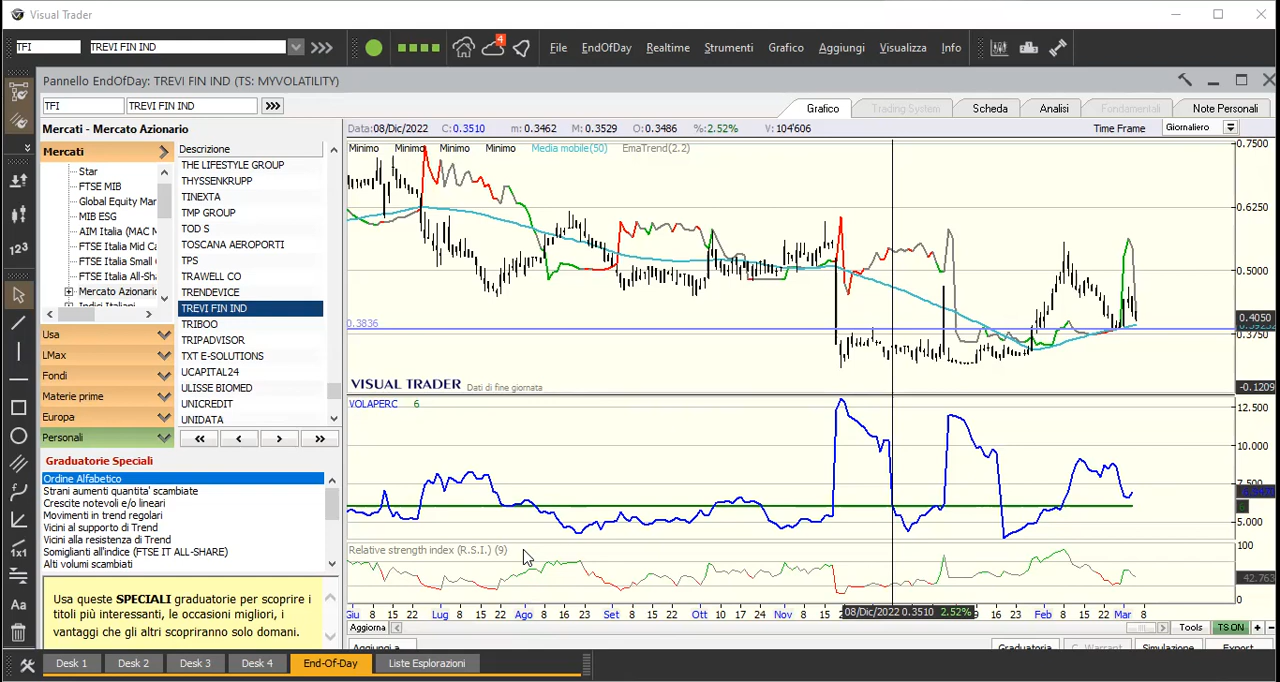 Visual Trader
TFI TREVI FIN IND 4 File EndOfDay Realtime Strumenti Grafico Aggiungi Visualizza Info
Pannello EndOfDay: TREVI FIN IND (TS: MYVOLATILITY)
TFI TREVI FIN IND Grafico Trading System Scheda Analisi Fondamentali Note Personali
Mercati - Mercato Azionario
Data:08/Dic/2022 C:0.3510 m: 0.3462 M: 0.3529 O: 0.3486 %:2.52% V: 104'606 Time Frame Giornaliero
Mercati
Star
FTSE MIB
Global Equity Mar
MIB ESG
AIM Italia (MAC M
FTSE Italia Mid Ca
FTSE Italia Small
FTSE Italia All-Sha
Mercato Azionario
Usa
LMax
Fondi
Materie prime
Europa
Personali
Descrizione
THE LIFESTYLE GROUP
THYSSENKRUPP
TINEXTA
TMP GROUP
TOD S
TOSCANA AEROPORTI
TPS
TRAWELL CO
TRENDEVICE
TREVI FIN IND
TRIBOO
TRIPADVISOR
TXT E-SOLUTIONS
UCAPITAL24
ULISSE BIOMED
UNICREDIT
UNIDATA
Graduatorie Speciali
Ordine Alfabetico
Strani aumenti quantita' scambiate
Crescite notevoli e/o lineari
Movimenti in trend regolari
Vicini al supporto di Trend
Vicini alla resistenza di Trend
Somiglianti all'indice (FTSE IT ALL-SHARE)
Alti volumi scambiati
Usa queste SPECIALI graduatorie per scoprire i
titoli più interessanti, le occasioni migliori, i
vantaggi che gli altri scopriranno solo domani.
Minimo Minimo Minimo Minimo Media mobile(50) EmaTrend(2.2)
0.7500
0.6250
0.5000
0.4050
0.3750
-0.1209
0.3836
VISUAL TRADER Dati di fine giornata
VOLAPERC 6
12.500
10.000
7.500
5.000
Relative strength index (R.S.I.) (9)
100
42.763
0
Giu 8 15 22 Lug 8 15 22 Ago 8 15 22 Set 8 15 22 Ott 8 15 22 Nov 8 15 08/Dic/2022 0.3510 2.52% 9 16 23 Feb 8 15 22 Mar 8
Aggiorna Tools TS ON + -
Aggiungi a... Graduatoria C. Warrant Simulazione Export
Desk 1 Desk 2 Desk 3 Desk 4 End-Of-Day Liste Esplorazioni
123
1x1
Aa